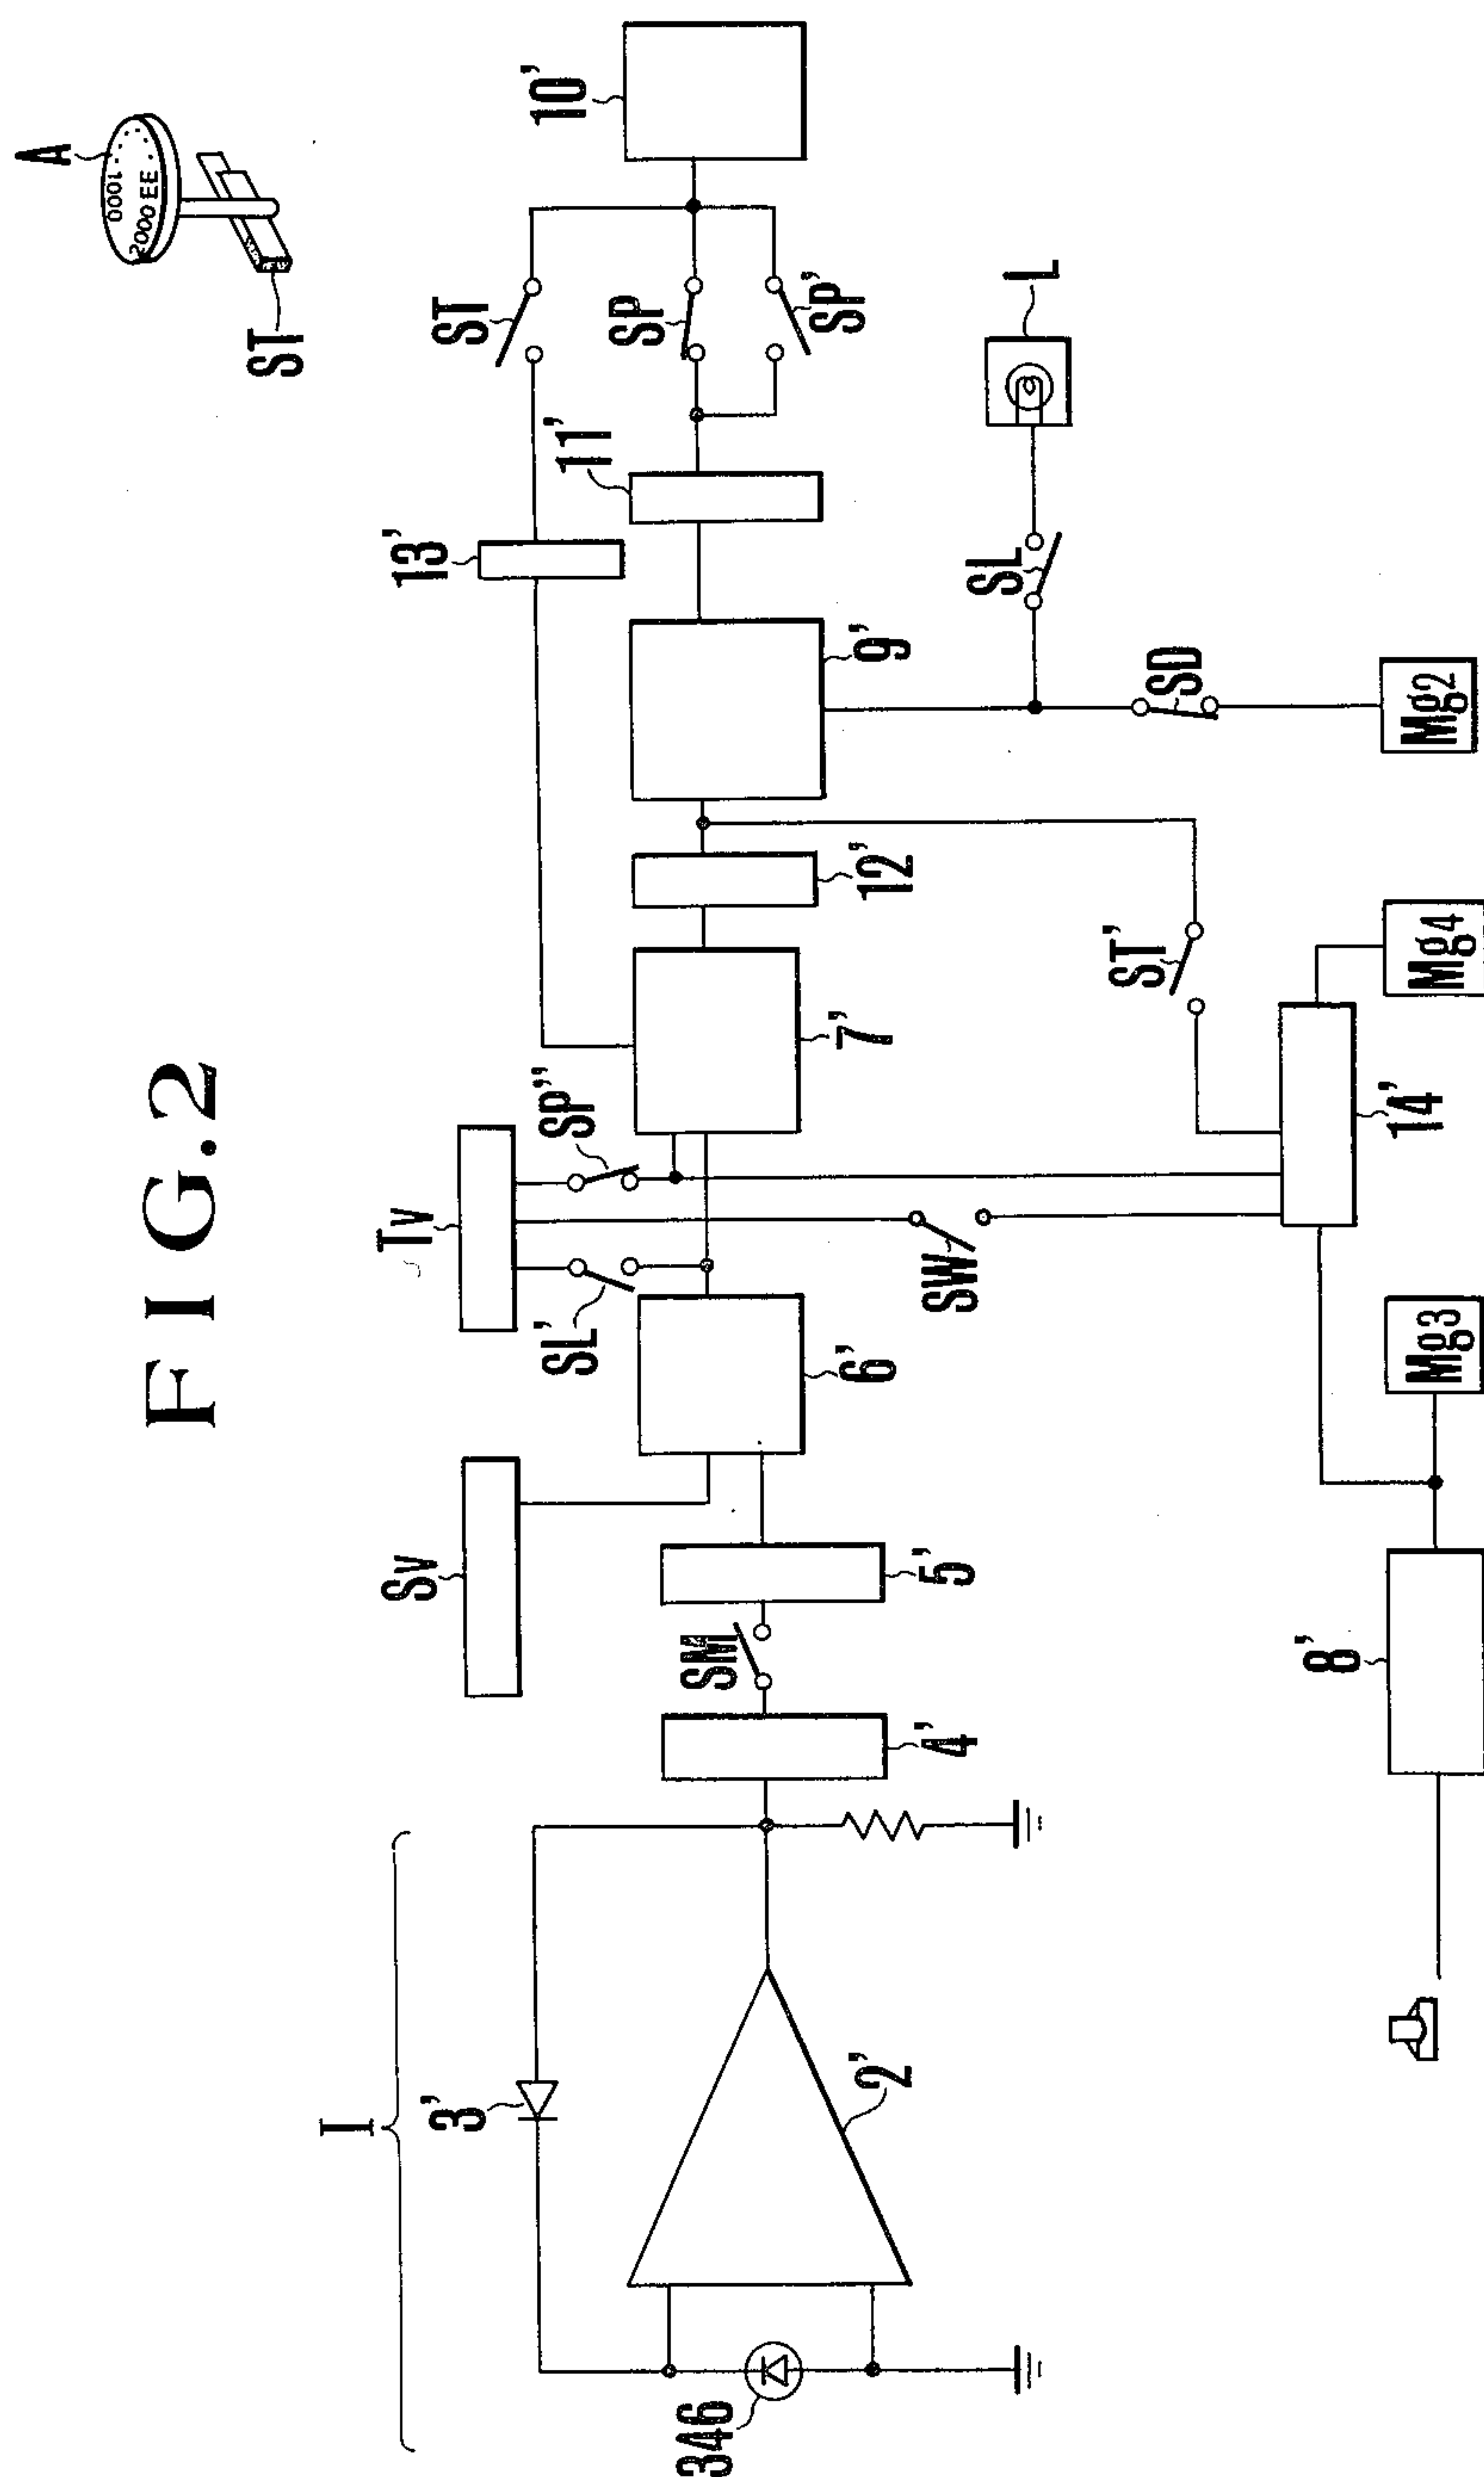 FIG.2
A
1000
2000 EE
ST
10'
ST
SP
SP'
L
11'
13'
SL
9'
SD
Mg2
12'
ST'
Mg4
7'
SP''
14'
Tv
SW
SL'
6'
Mg3
Sv
5'
SM
8'
4'
I
3'
2'
346